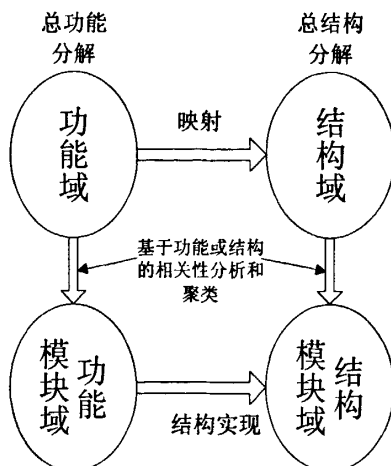 总功能
分解
总结构
分解
功能域
映射
结构域
基于功能或结构
的相关性分析和
聚类
功能
模块域
结构实现
结构
模块域